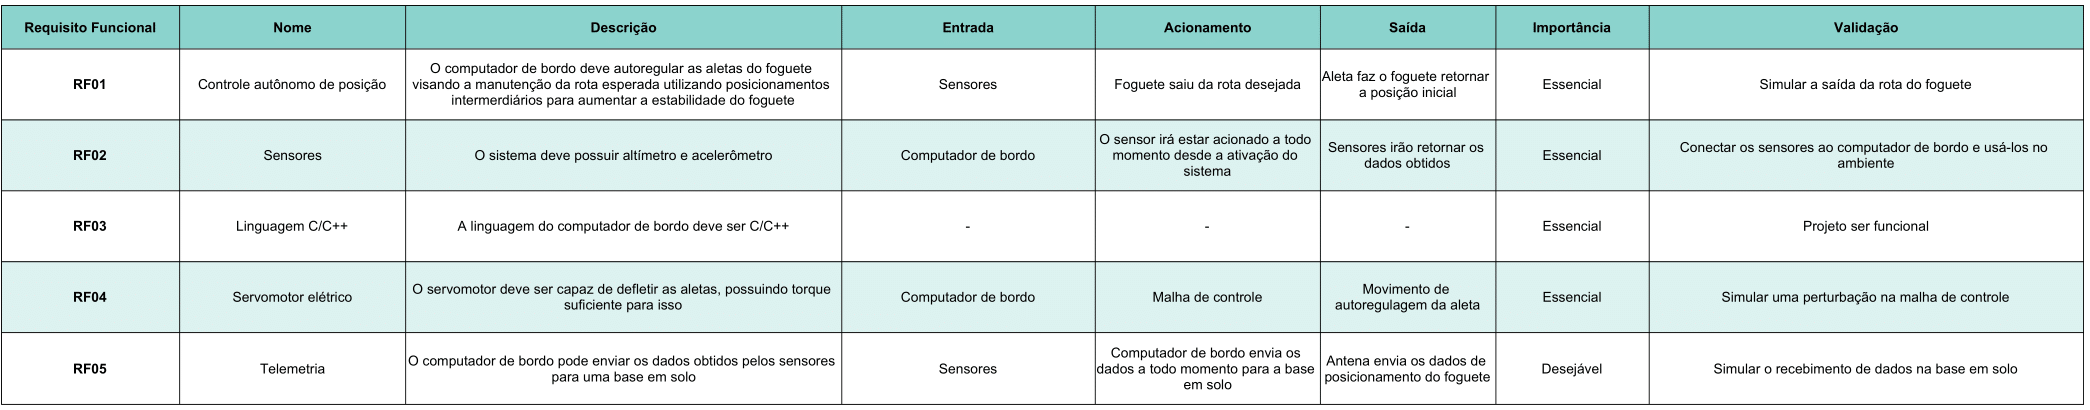 Requisito Funcional Nome Descrição Entrada Acionamento Saída Importância Validação
RF01
Controle autônomo de posição
O computador de bordo deve autoregular as aletas do foguete
visando a manutenção da rota esperada utilizando posicionamentos
intermerdiários para aumentar a estabilidade do foguete
Sensores
Foguete saiu da rota desejada
Aleta faz o foguete retornar
a posição inicial
Essencial
Simular a saída da rota do foguete
RF02
Sensores
O sistema deve possuir altímetro e acelerômetro
Computador de bordo
O sensor irá estar acionado a todo
momento desde a ativação do
sistema
Sensores irão retornar os
dados obtidos
Essencial
Conectar os sensores ao computador de bordo e usá-los no
ambiente
RF03
Linguagem C/C++
A linguagem do computador de bordo deve ser C/C++
-
-
-
Essencial
Projeto ser funcional
RF04
Servomotor elétrico
O servomotor deve ser capaz de defletir as aletas, possuindo torque
suficiente para isso
Computador de bordo
Malha de controle
Movimento de
autoregulagem da aleta
Essencial
Simular uma perturbação na malha de controle
RF05
Telemetria
O computador de bordo pode enviar os dados obtidos pelos sensores
para uma base em solo
Sensores
Computador de bordo envia os
dados a todo momento para a base
em solo
Antena envia os dados de
posicionamento do foguete
Desejável
Simular o recebimento de dados na base em solo